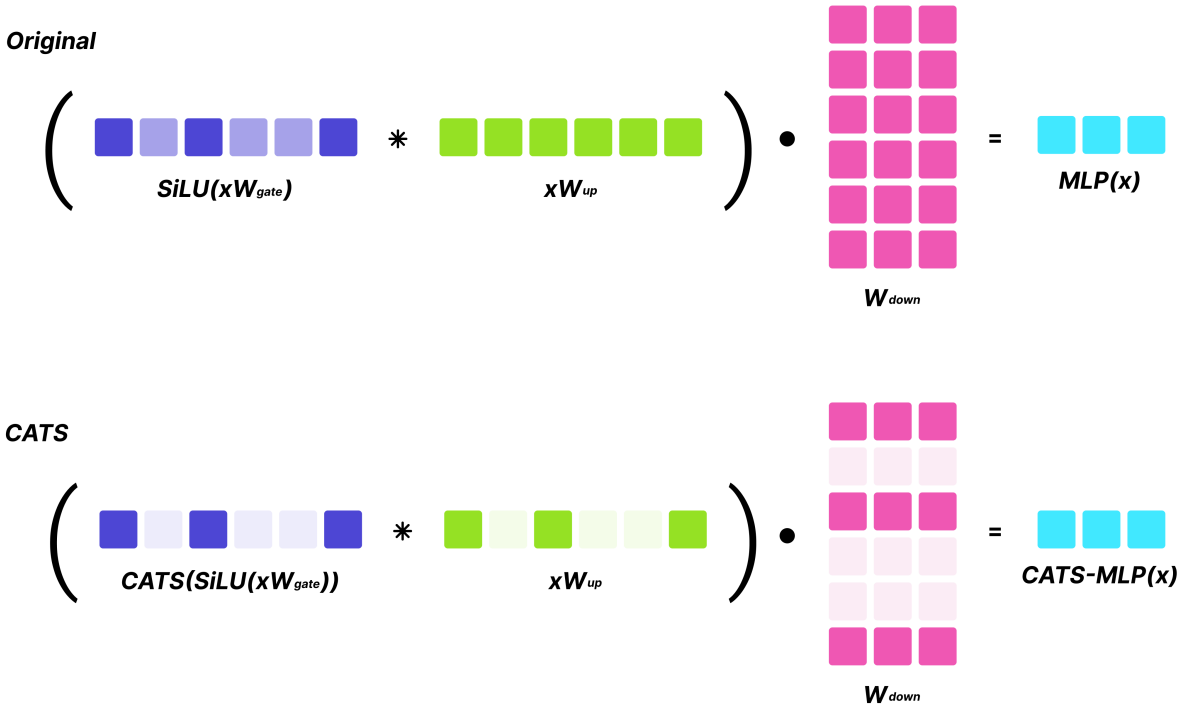 Original
( SiLU(xWgate) * xWup ) • Wdown = MLP(x)
CATS
( CATS(SiLU(xWgate)) * xWup ) • Wdown = CATS-MLP(x)